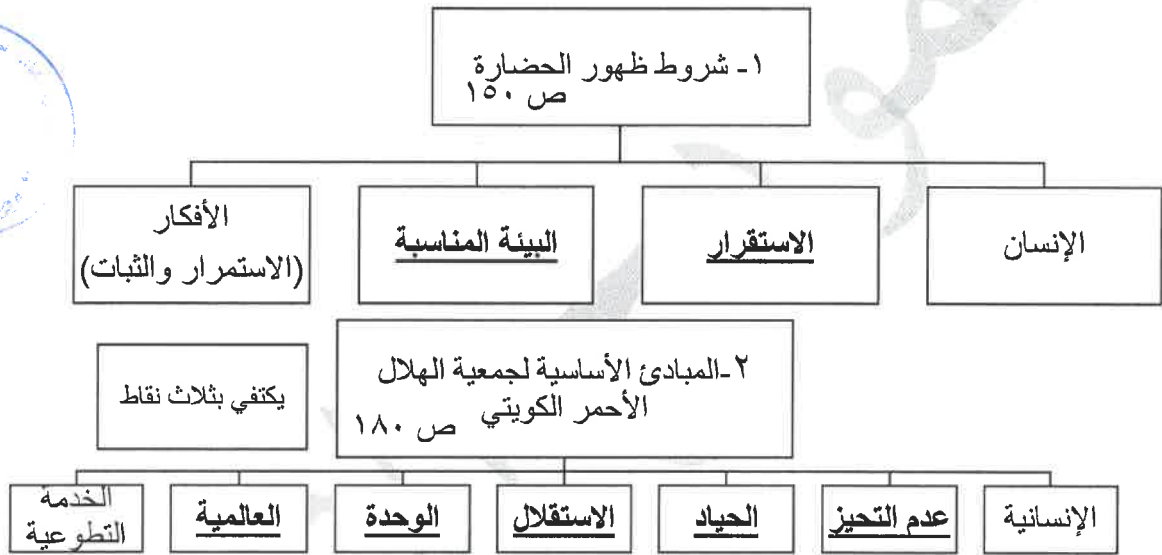 ١- شروط ظهور الحضارة
ص ١٥٠
الإنسان
الاستقرار
البيئة المناسبة
الأفكار
(الاستمرار والثبات)
٢-المبادئ الأساسية لجمعية الهلال
الأحمر الكويتي ص ١٨٠
يكتفي بثلاث نقاط
الإنسانية
عدم التحيز
الحياد
الاستقلال
الوحدة
العالمية
الخدمة
التطوعية